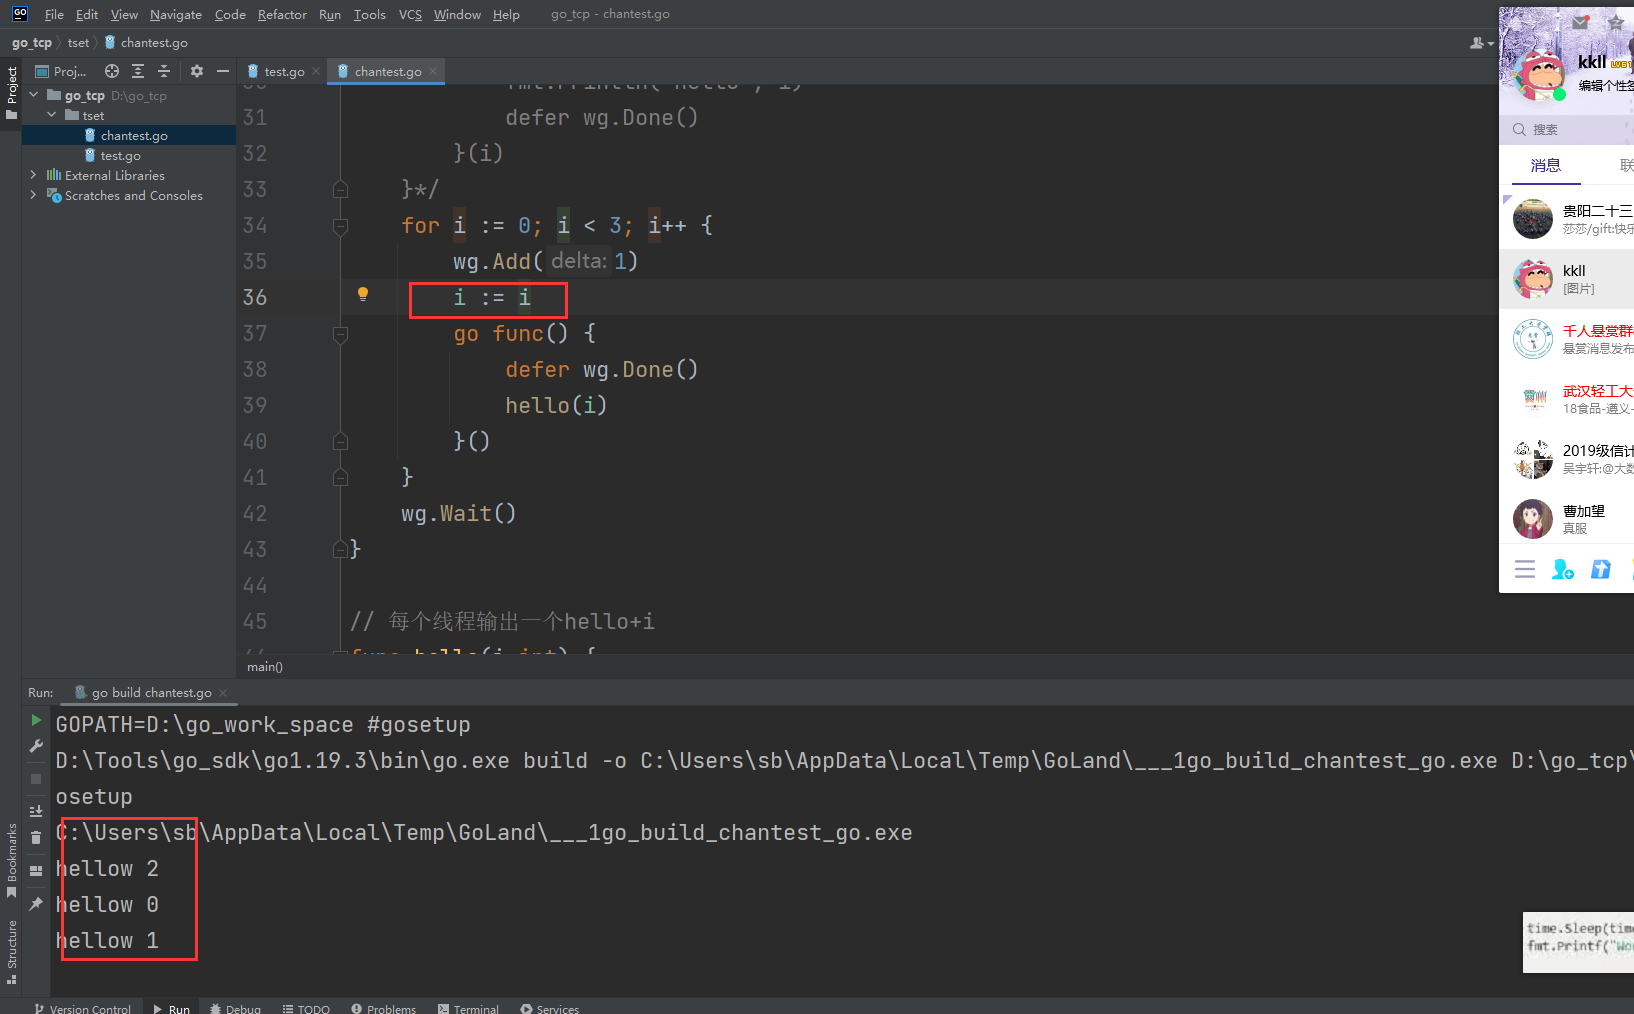 GO File Edit View Navigate Code Refactor Run Tools VCS Window Help go_tcp - chantest.go
go_tcp tset chantest.go
Project
Proj...
go_tcp D:\go_tcp
tset
chantest.go
test.go
External Libraries
Scratches and Consoles
test.go chantest.go
31 defer wg.Done()
32 }(i)
33 }*/
34 for i := 0; i < 3; i++ {
35 wg.Add( delta: 1)
36 i := i
37 go func() {
38 defer wg.Done()
39 hello(i)
40 }()
41 }
42 wg.Wait()
43 }
44
45 // 每个线程输出一个hello+i
main()
kkll
编辑个性签
搜索
消息 联
贵阳二十三
莎莎/gift:快乐
kkll
[图片]
千人悬赏群
悬赏消息发布
武汉轻工大
18食品-遵义-
2019级信计
吴宇轩:@大数
曹加望
真服
Run: go build chantest.go
GOPATH=D:\go_work_space #gosetup
D:\Tools\go_sdk\go1.19.3\bin\go.exe build -o C:\Users\sb\AppData\Local\Temp\GoLand\___1go_build_chantest_go.exe D:\go_tcp\
osetup
C:\Users\sb\AppData\Local\Temp\GoLand\___1go_build_chantest_go.exe
hellow 2
hellow 0
hellow 1
Bookmarks
Structure
time.Sleep(time
fmt.Printf("Wo
Version Control Run Debug TODO Problems Terminal Services